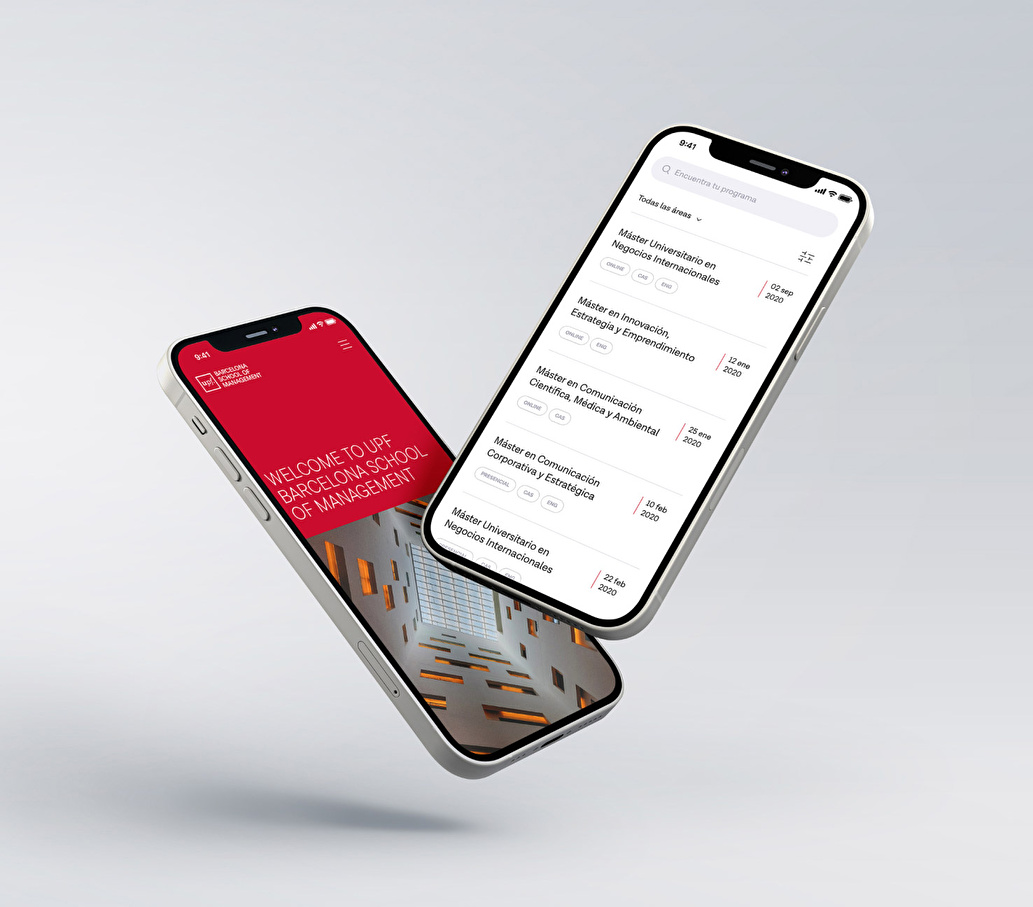 9:41
upf.
BARCELONA
SCHOOL OF
MANAGEMENT
WELCOME TO UPF
BARCELONA SCHOOL
OF MANAGEMENT
9:41
Encuentra tu programa
Todas las áreas
Máster Universitario en
Negocios Internacionales
ONLINE CAS ENG
02 sep
2020
Máster en Innovación,
Estrategia y Emprendimiento
ONLINE ENG
12 ene
2020
Máster en Comunicación
Científica, Médica y Ambiental
ONLINE CAS
25 ene
2020
Máster en Comunicación
Corporativa y Estratégica
PRESENCIAL CAS ENG
10 feb
2020
Máster Universitario en
Negocios Internacionales
PRESENCIAL CAS ENG
22 feb
2020